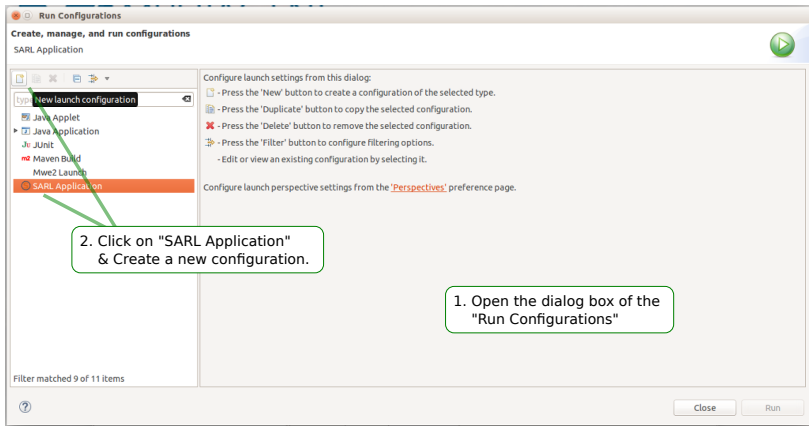 Run Configurations
Create, manage, and run configurations
SARL Application
New launch configuration
Java Applet
Java Application
Ju JUnit
m2 Maven Build
Mwe2 Launch
SARL Application
Filter matched 9 of 11 items
Configure launch settings from this dialog:
- Press the 'New' button to create a configuration of the selected type.
- Press the 'Duplicate' button to copy the selected configuration.
- Press the 'Delete' button to remove the selected configuration.
- Press the 'Filter' button to configure filtering options.
- Edit or view an existing configuration by selecting it.
Configure launch perspective settings from the 'Perspectives' preference page.
2. Click on "SARL Application"
& Create a new configuration.
1. Open the dialog box of the
"Run Configurations"
Close
Run